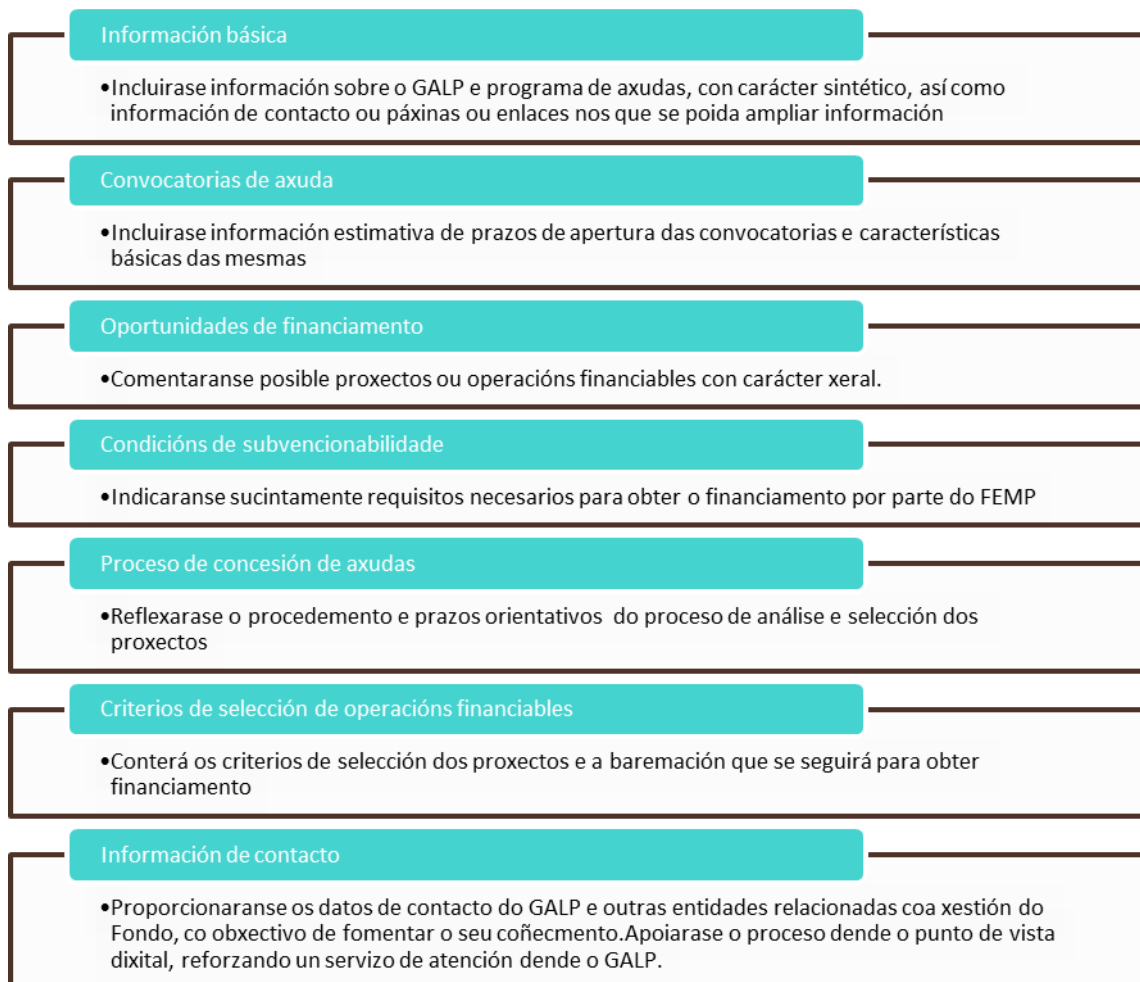 Información básica
•Incluirase información sobre o GALP e programa de axudas, con carácter sintético, así como
información de contacto ou páxinas ou enlaces nos que se poida ampliar información
Convocatorias de axuda
•Incluirase información estimativa de prazos de apertura das convocatorias e características
básicas das mesmas
Oportunidades de financiamento
•Comentaranse posible proxectos ou operacións financiables con carácter xeral.
Condicións de subvencionabilidade
•Indicaranse sucintamente requisitos necesarios para obter o financiamento por parte do FEMP
Proceso de concesión de axudas
•Reflexarase o procedemento e prazos orientativos do proceso de análise e selección dos
proxectos
Criterios de selección de operacións financiables
•Conterá os criterios de selección dos proxectos e a baremación que se seguirá para obter
financiamento
Información de contacto
•Proporcionaranse os datos de contacto do GALP e outras entidades relacionadas coa xestión do
Fondo, co obxectivo de fomentar o seu coñecmento.Apoiarase o proceso dende o punto de vista
dixital, reforzando un servizo de atención dende o GALP.